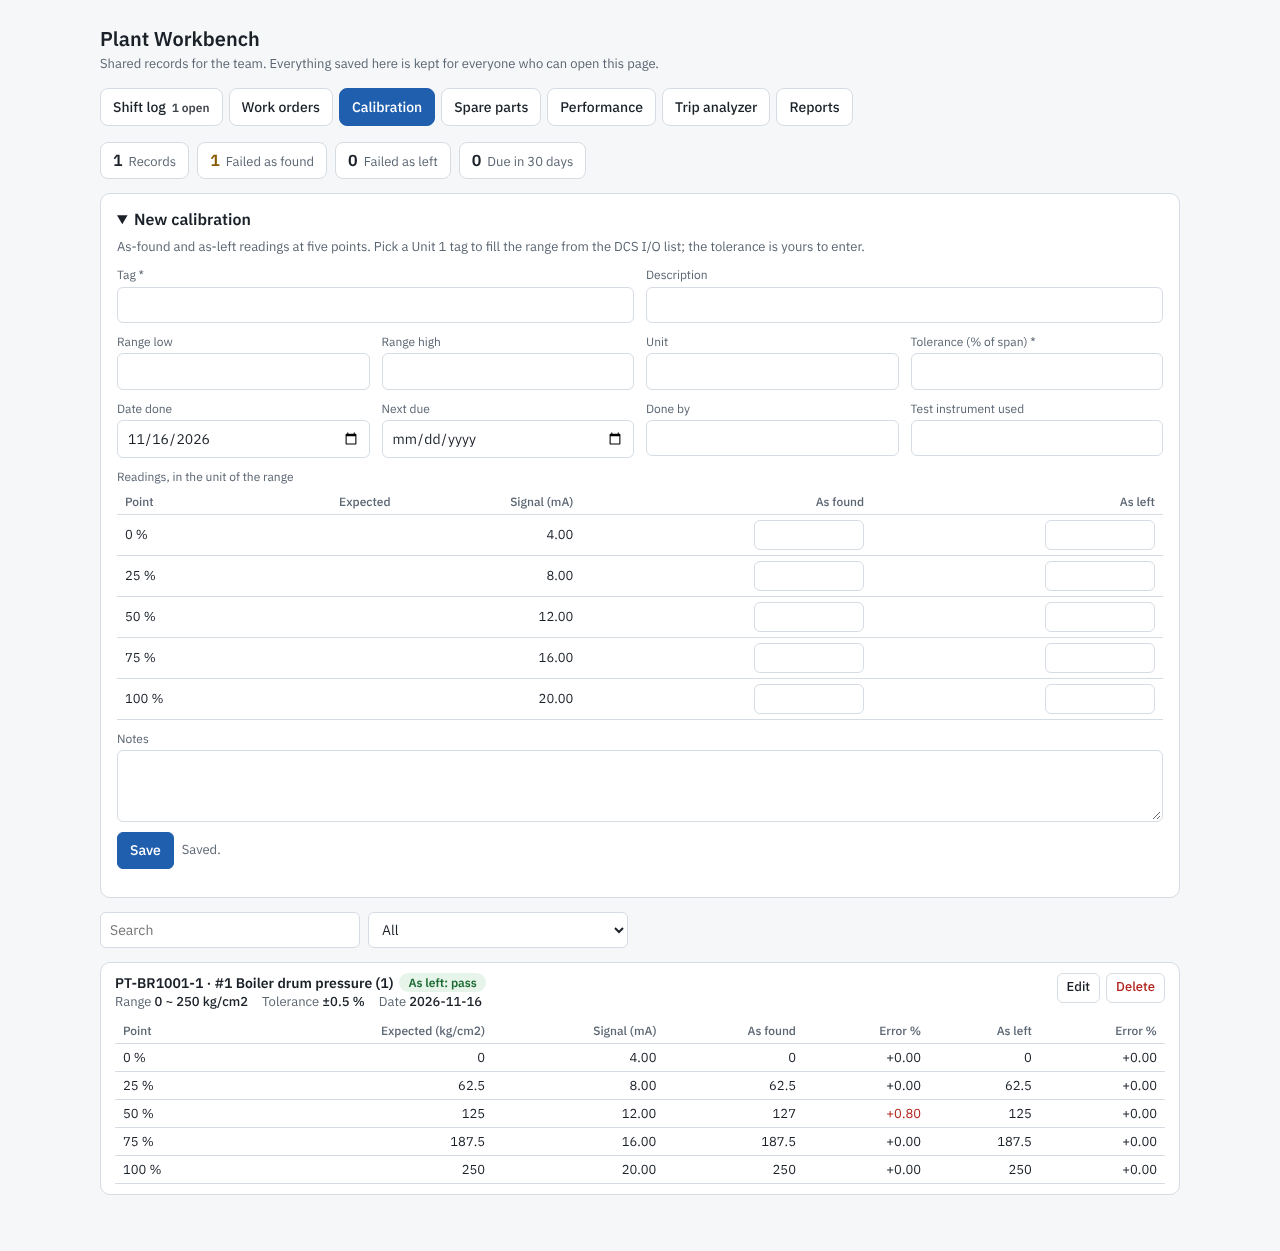 Plant Workbench
Shared records for the team. Everything saved here is kept for everyone who can open this page.
Shift log 1 open Work orders Calibration Spare parts Performance Trip analyzer Reports
1 Records 1 Failed as found 0 Failed as left 0 Due in 30 days
▼ New calibration
As-found and as-left readings at five points. Pick a Unit 1 tag to fill the range from the DCS I/O list; the tolerance is yours to enter.
Tag * Description
Range low Range high Unit Tolerance (% of span) *
Date done Next due Done by Test instrument used
11/16/2026 mm/dd/yyyy
Readings, in the unit of the range
Point Expected Signal (mA) As found As left
0 % 4.00
25 % 8.00
50 % 12.00
75 % 16.00
100 % 20.00
Notes
Save Saved.
Search All
PT-BR1001-1 · #1 Boiler drum pressure (1) As left: pass Edit Delete
Range 0 ~ 250 kg/cm2 Tolerance ±0.5 % Date 2026-11-16
Point Expected (kg/cm2) Signal (mA) As found Error % As left Error %
0 % 0 4.00 0 +0.00 0 +0.00
25 % 62.5 8.00 62.5 +0.00 62.5 +0.00
50 % 125 12.00 127 +0.80 125 +0.00
75 % 187.5 16.00 187.5 +0.00 187.5 +0.00
100 % 250 20.00 250 +0.00 250 +0.00